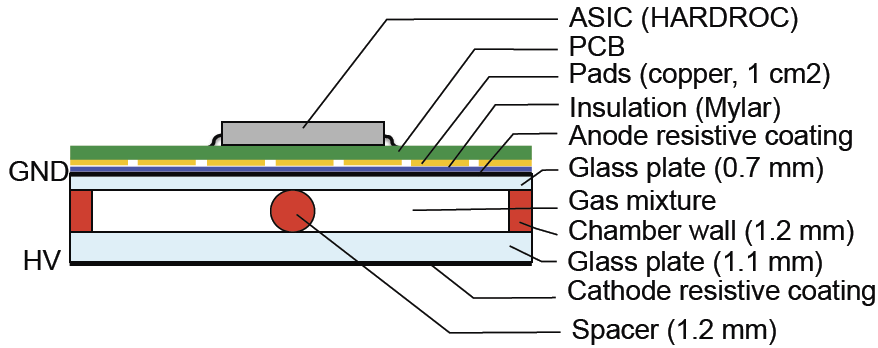 ASIC (HARDROC)
PCB
Pads (copper, 1 cm2)
Insulation (Mylar)
Anode resistive coating
GND
Glass plate (0.7 mm)
Gas mixture
Chamber wall (1.2 mm)
HV
Glass plate (1.1 mm)
Cathode resistive coating
Spacer (1.2 mm)